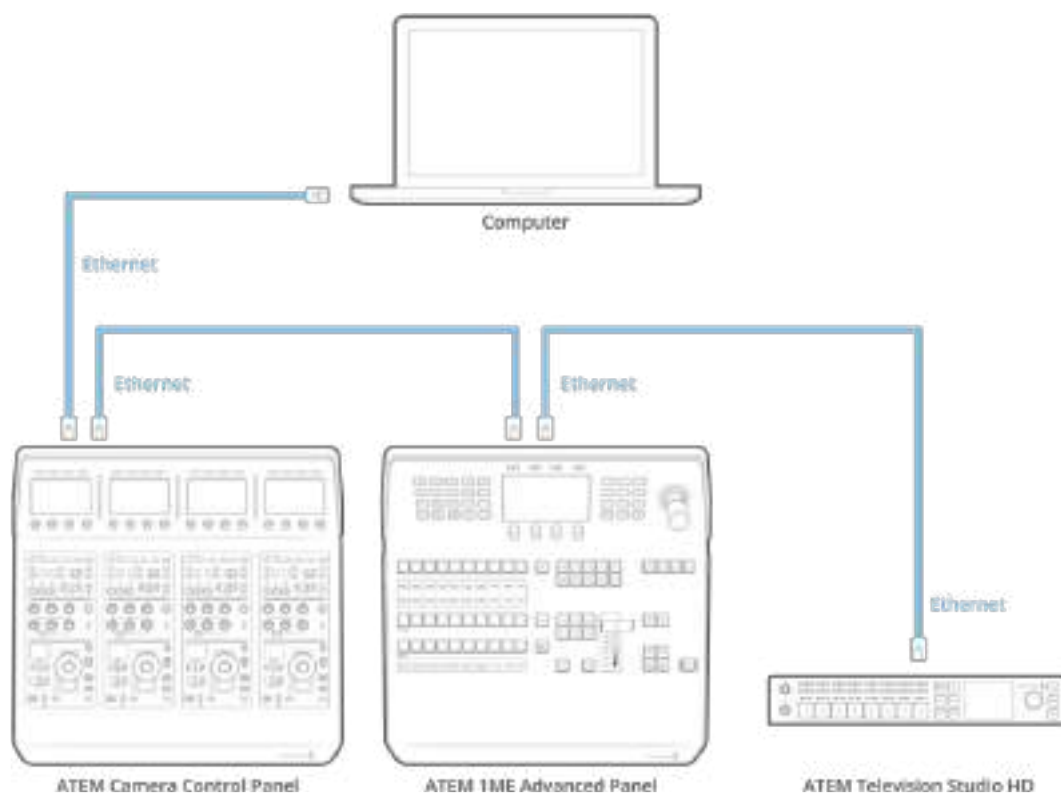 Computer
Ethernet
Ethernet
Ethernet
Ethernet
ATEM Camera Control Panel
ATEM 1ME Advanced Panel
ATEM Television Studio HD